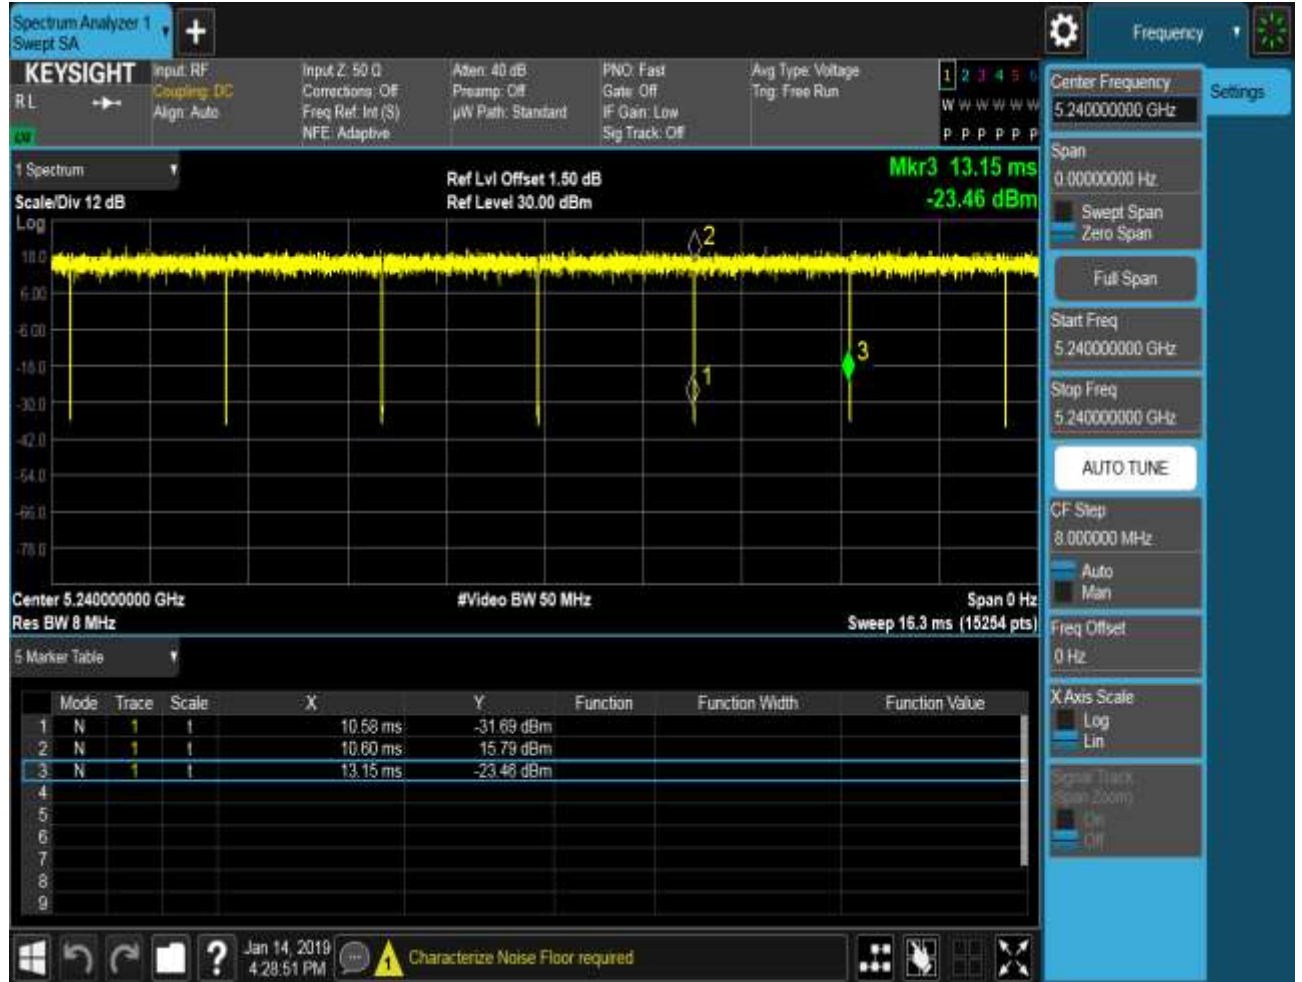 Spectrum Analyzer 1
Swept SA
+
Frequency
KEYSIGHT
RL
Input: RF
Coupling: DC
Align: Auto
Input Z: 50 Ω
Corrections: Off
Freq Ref: Int (S)
NFE: Adaptive
Atten: 40 dB
Preamp: Off
µW Path: Standard
PNO: Fast
Gate: Off
IF Gain: Low
Sig Track: Off
Avg Type: Voltage
Trig: Free Run
1 2 3 4 5 6
W W W W W W
P P P P P P
1 Spectrum
Scale/Div 12 dB
Log
Ref Lvl Offset 1.50 dB
Ref Level 30.00 dBm
Mkr3 13.15 ms
-23.46 dBm
18.0
6.00
-6.00
-18.0
-30.0
-42.0
-54.0
-66.0
-78.0
2
1
3
Center 5.240000000 GHz
#Video BW 50 MHz
Span 0 Hz
Res BW 8 MHz
Sweep 16.3 ms (15254 pts)
5 Marker Table
Mode Trace Scale X Y Function Function Width Function Value
1 N 1 t 10.58 ms -31.69 dBm
2 N 1 t 10.60 ms 15.79 dBm
3 N 1 t 13.15 ms -23.46 dBm
4
5
6
7
8
9
?
Jan 14, 2019
4:28:51 PM
1
Characterize Noise Floor required
Center Frequency
5.240000000 GHz
Settings
Span
0.00000000 Hz
Swept Span
Zero Span
Full Span
Start Freq
5.240000000 GHz
Stop Freq
5.240000000 GHz
AUTO TUNE
CF Step
8.000000 MHz
Auto
Man
Freq Offset
0 Hz
X Axis Scale
Log
Lin
Signal Track
(Span Zoom)
On
Off